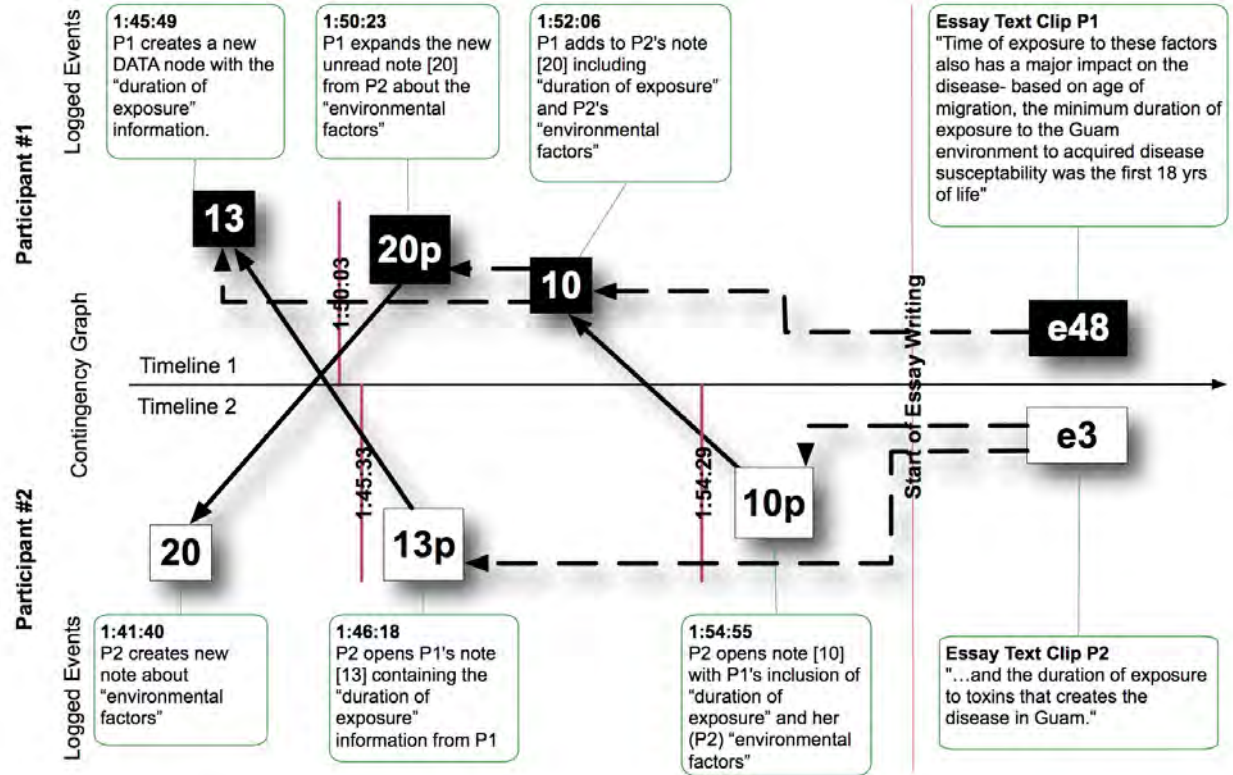 Participant #1
Logged Events
1:45:49
P1 creates a new
DATA node with the
“duration of
exposure”
information.
1:50:23
P1 expands the new
unread note [20]
from P2 about the
“environmental
factors”
1:52:06
P1 adds to P2's note
[20] including
“duration of exposure”
and P2's
“environmental
factors”
Essay Text Clip P1
"Time of exposure to these factors
also has a major impact on the
disease- based on age of
migration, the minimum duration of
exposure to the Guam
environment to acquired disease
susceptability was the first 18 yrs
of life"
13
20p
10
e48
1:50:03
Contingency Graph
Timeline 1
Timeline 2
Start of Essay Writing
1:45:33
1:54:29
20
13p
10p
e3
Participant #2
Logged Events
1:41:40
P2 creates new
note about
“environmental
factors”
1:46:18
P2 opens P1's note
[13] containing the
“duration of
exposure”
information from P1
1:54:55
P2 opens note [10]
with P1's inclusion of
“duration of
exposure” and her
(P2) “environmental
factors”
Essay Text Clip P2
"...and the duration of exposure
to toxins that creates the
disease in Guam.“